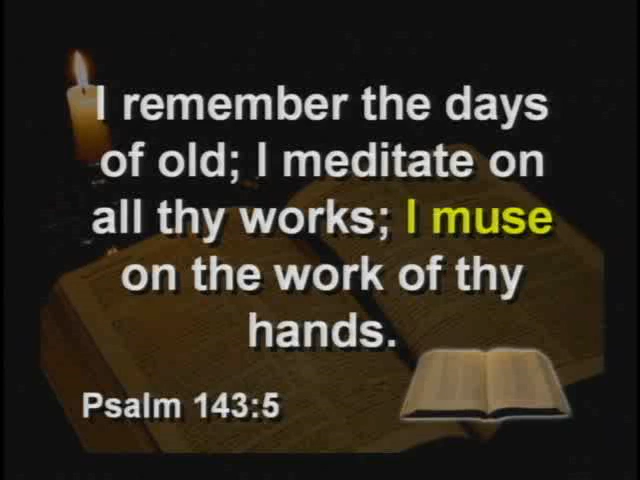 I remember the days
of old; I meditate on
all thy works; I muse
on the work of thy
hands.
Psalm 143:5